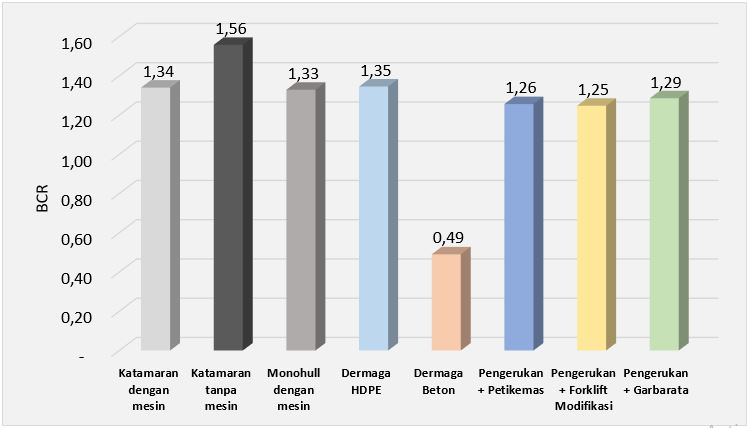 1,60
1,40
1,20
1,00
0,80
0,60
0,40
0,20
-
BCR
1,34
1,56
1,33
1,35
0,49
1,26
1,25
1,29
Katamaran
dengan
mesin
Katamaran
tanpa
mesin
Monohull
dengan
mesin
Dermaga
HDPE
Dermaga
Beton
Pengerukan
+ Petikemas
Pengerukan
+ Forklift
Modifikasi
Pengerukan
+ Garbarata